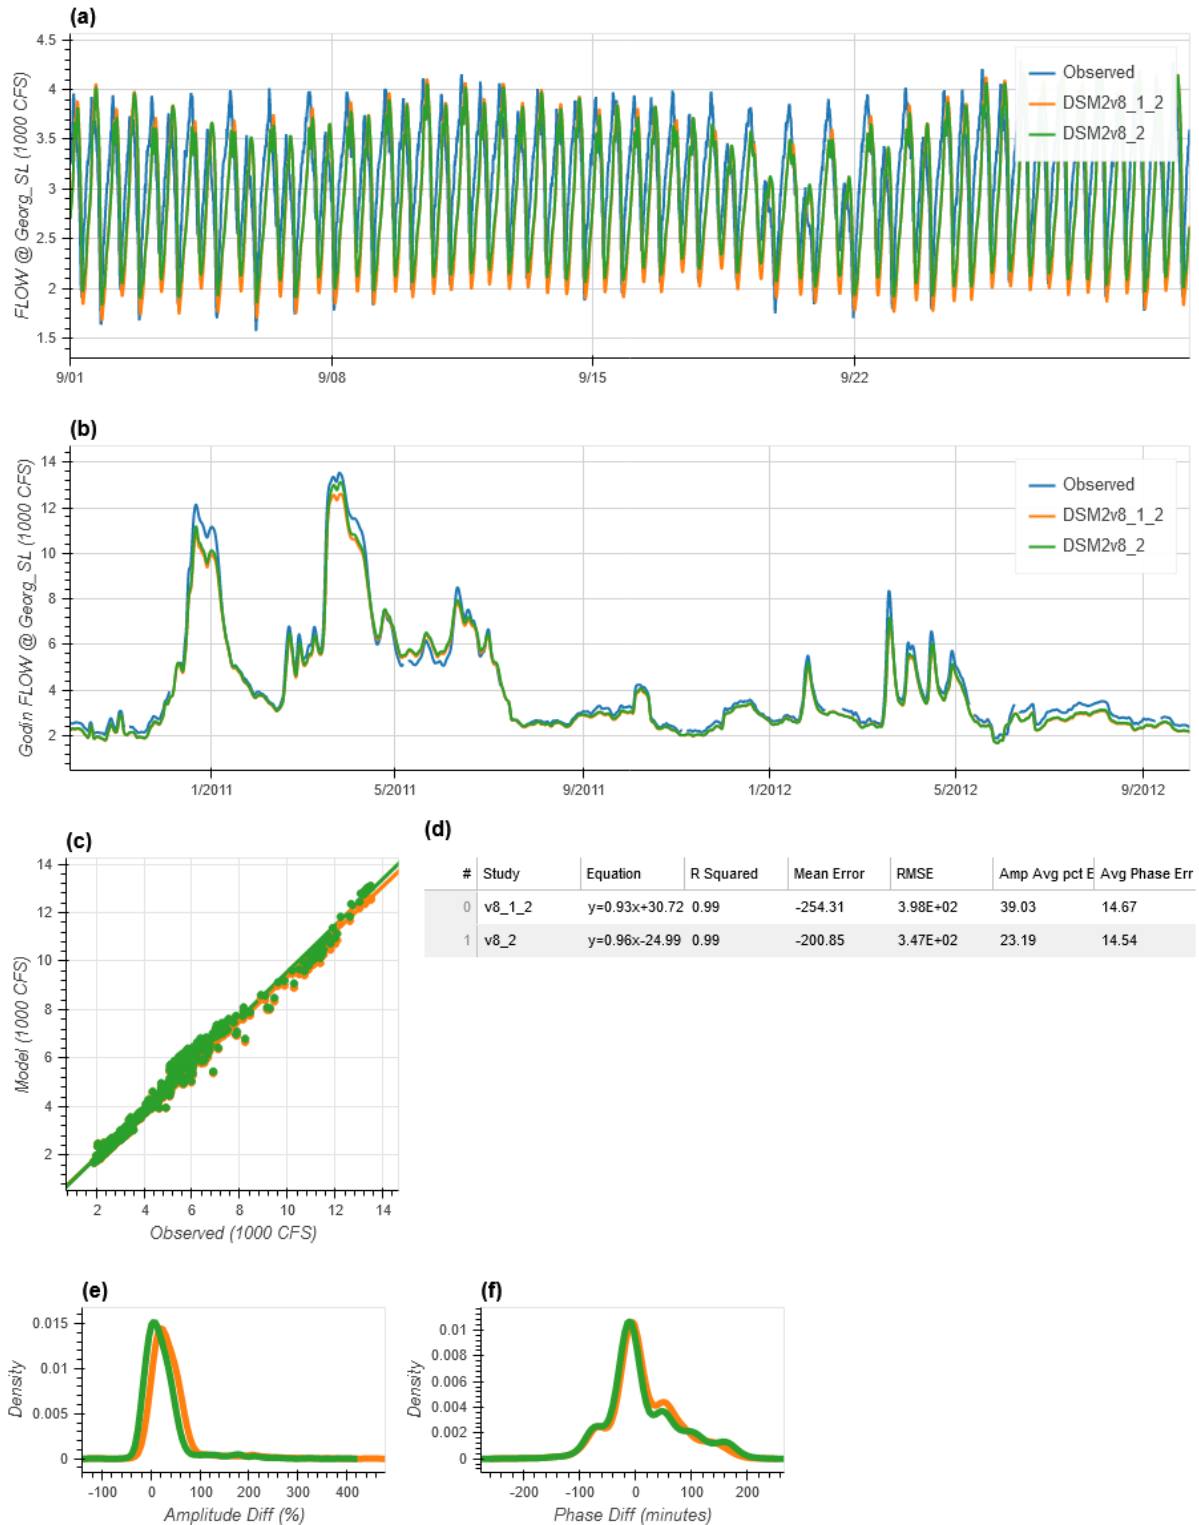 (a)
FLOW @ Georg_SL (1000 CFS)
4.5
4
3.5
3
2.5
2
1.5
Observed
DSM2v8_1_2
DSM2v8_2
9/01
9/08
9/15
9/22
(b)
Godin FLOW @ Georg_SL (1000 CFS)
14
12
10
8
6
4
2
Observed
DSM2v8_1_2
DSM2v8_2
1/2011
5/2011
9/2011
1/2012
5/2012
9/2012
(c)
Model (1000 CFS)
14
12
10
8
6
4
2
2
4
6
8
10
12
14
Observed (1000 CFS)
(d)
# Study Equation R Squared Mean Error RMSE Amp Avg pct E Avg Phase Err
0 v8_1_2 y=0.93x+30.72 0.99 -254.31 3.98E+02 39.03 14.67
1 v8_2 y=0.96x-24.99 0.99 -200.85 3.47E+02 23.19 14.54
(e)
Density
0.015
0.01
0.005
0
-100
0
100
200
300
400
Amplitude Diff (%)
(f)
Density
0.01
0.008
0.006
0.004
0.002
0
-200
-100
0
100
200
Phase Diff (minutes)